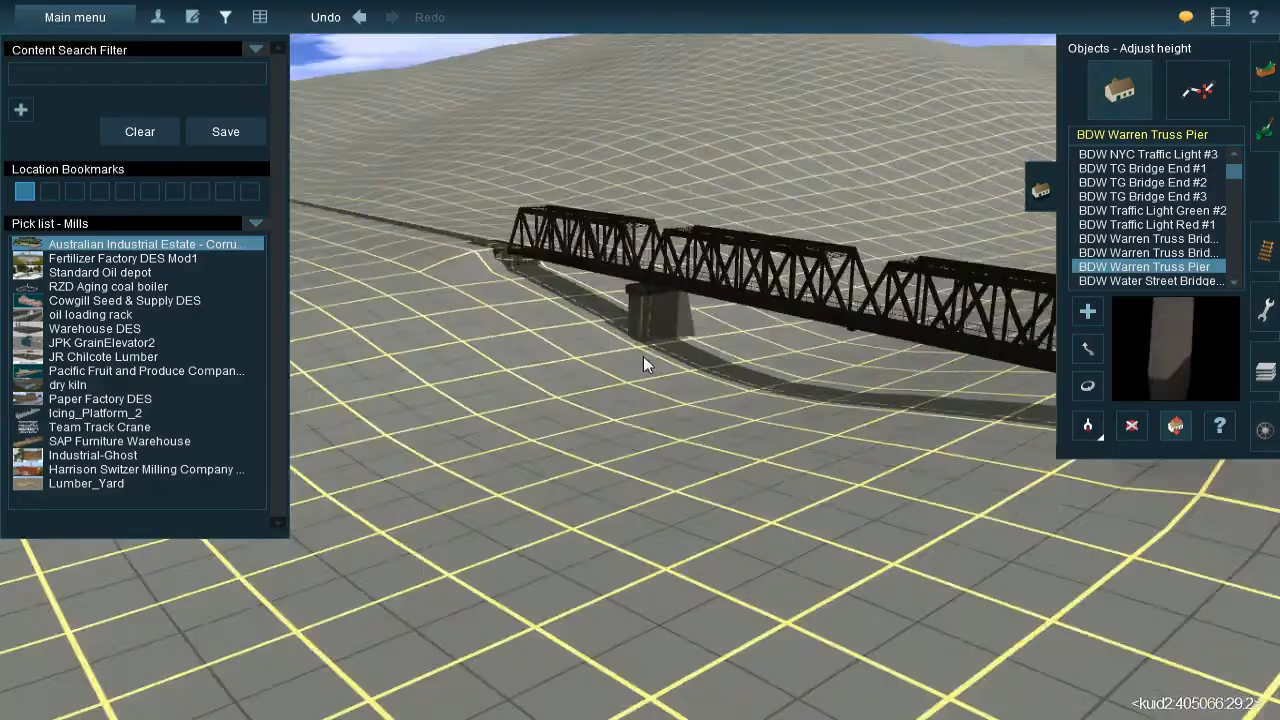 Main menu
Undo
Redo
?
Content Search Filter
Clear
Save
Location Bookmarks
Pick list - Mills
Australian Industrial Estate - Corru...
Fertilizer Factory DES Mod1
Standard Oil depot
RZD Aging coal boiler
Cowgill Seed & Supply DES
oil loading rack
Warehouse DES
JPK GrainElevator2
JR Chilcote Lumber
Pacific Fruit and Produce Compan...
dry kiln
Paper Factory DES
Icing_Platform_2
Team Track Crane
SAP Furniture Warehouse
Industrial-Ghost
Harrison Switzer Milling Company ...
Lumber_Yard
Objects - Adjust height
BDW Warren Truss Pier
BDW NYC Traffic Light #3
BDW TG Bridge End #1
BDW TG Bridge End #2
BDW TG Bridge End #3
BDW Traffic Light Green #2
BDW Traffic Light Red #1
BDW Warren Truss Brid...
BDW Warren Truss Brid...
BDW Warren Truss Pier
BDW Water Street Bridge...
?
<kuid2:405066:29:2>